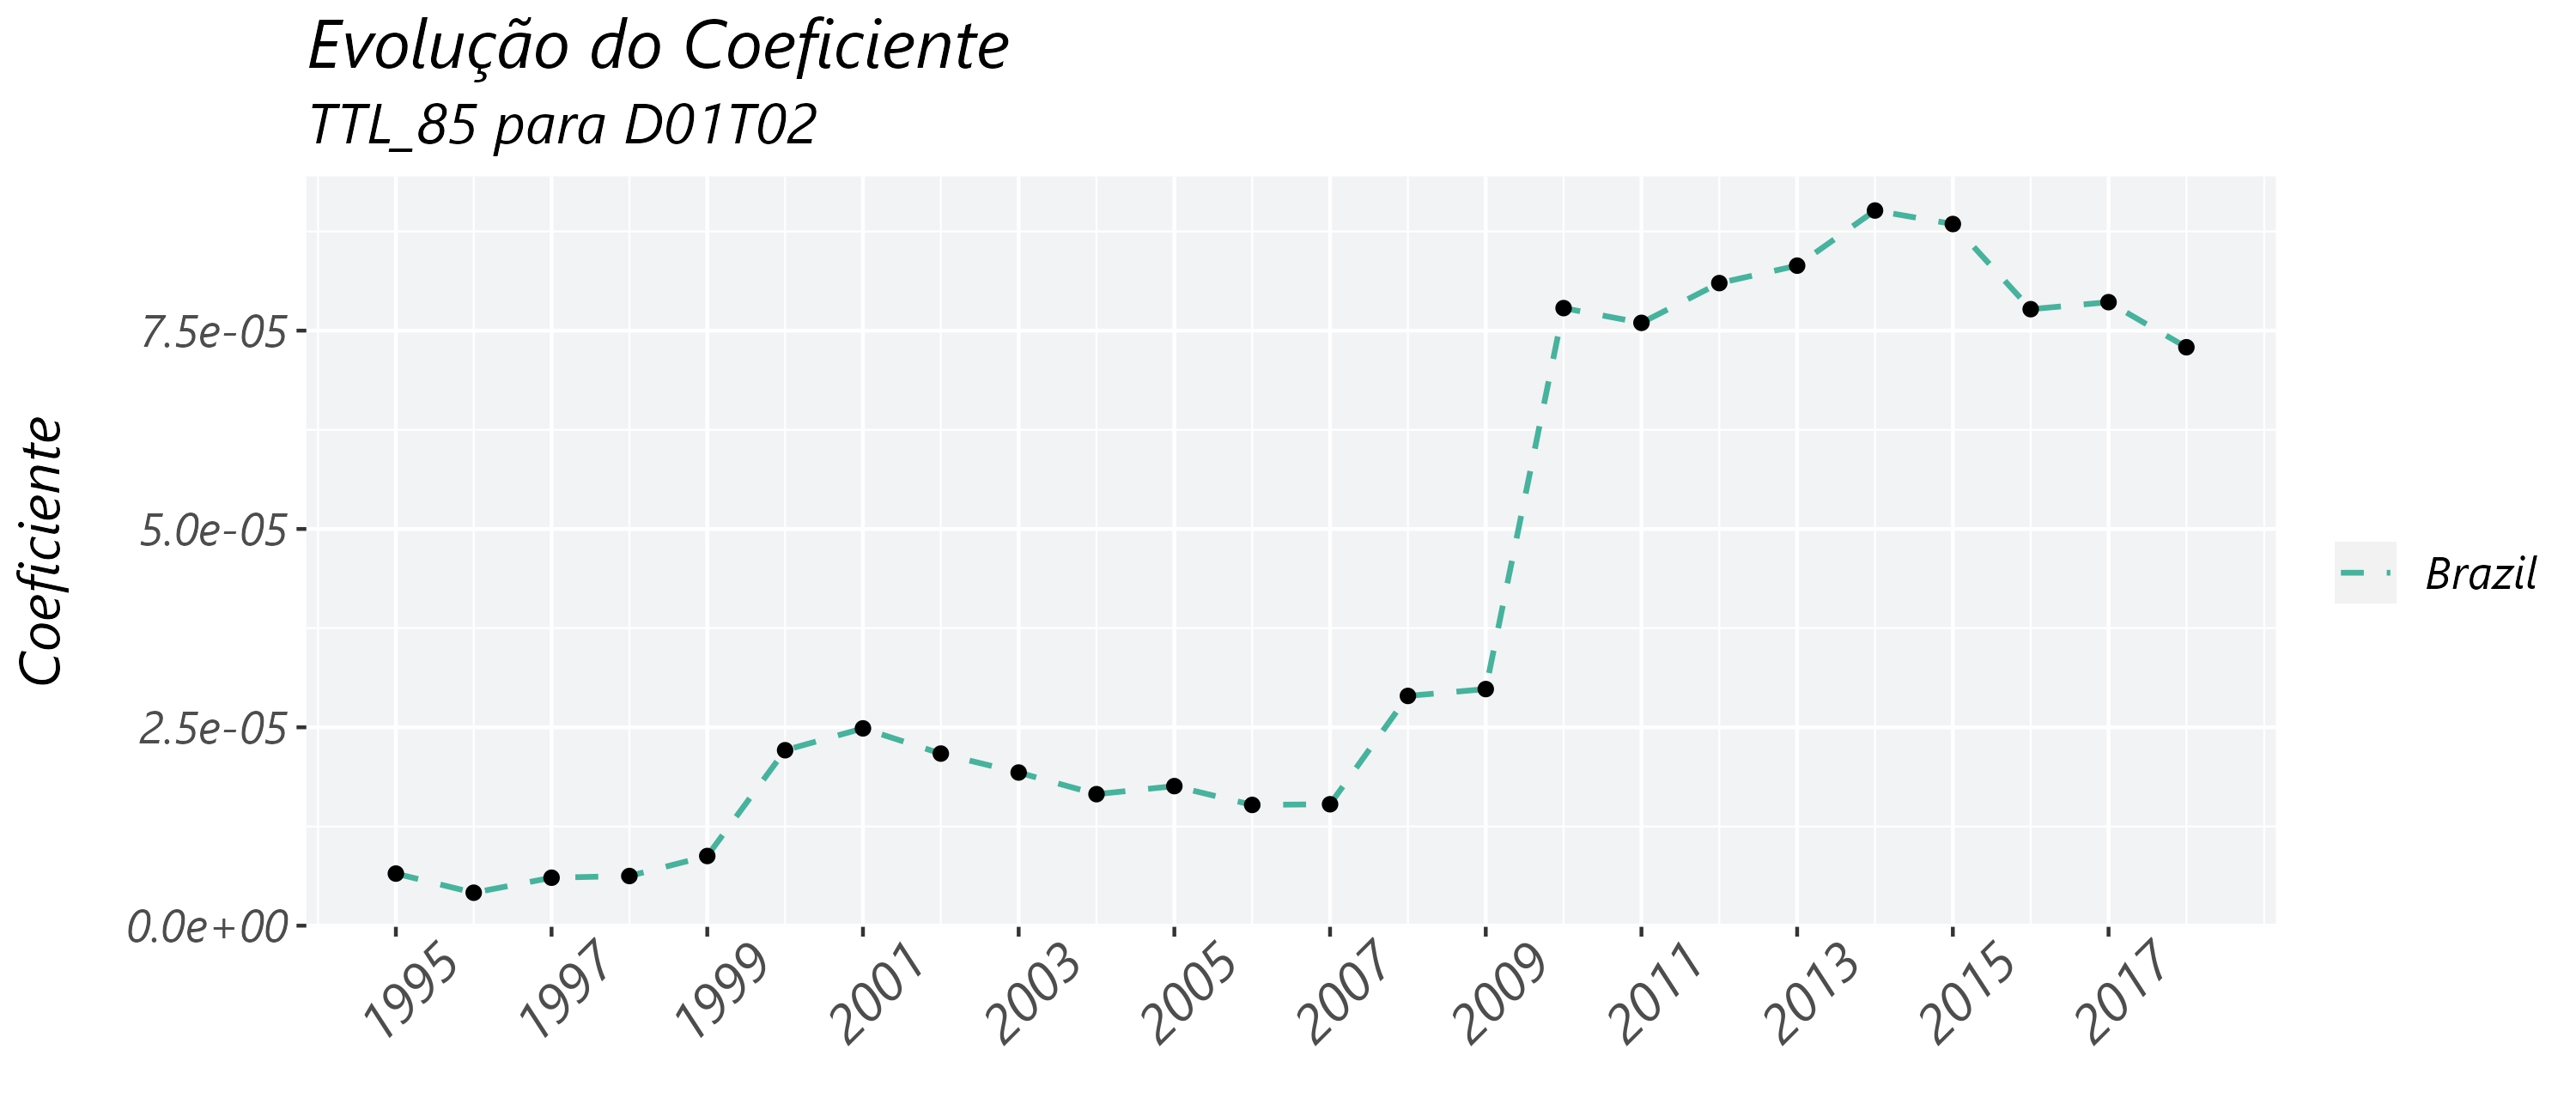 Evolução do Coeficiente
TTL_85 para D01T02
Coeficiente
7.5e-05
5.0e-05
2.5e-05
0.0e+00
1995
1997
1999
2001
2003
2005
2007
2009
2011
2013
2015
2017
Brazil